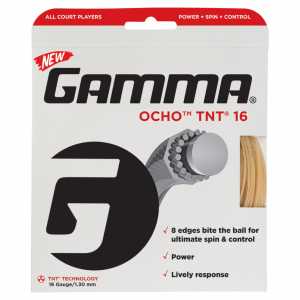 ALL COURT PLAYERS
POWER + SPIN + CONTROL
NEW
GAMMA®
OCHO™ TNT® 16
✓ 8 edges bite the ball for
ultimate spin & control
✓ Power
✓ Lively response
TNT² TECHNOLOGY
16 Gauge/1.30 mm